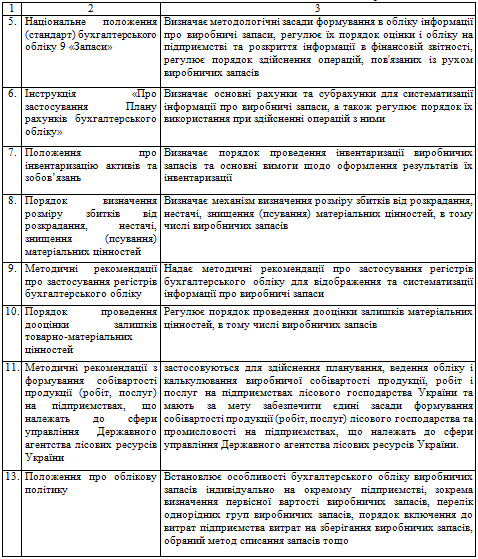 1 2 3
5. Національне положення (стандарт) бухгалтерського обліку 9 «Запаси»
Визначає методологічні засади формування в обліку інформації про виробничі запаси, регулює їх порядок оцінки і обліку на підприємстві та розкриття інформації в фінансовій звітності, регулює порядок здійснення операцій, пов'язаних із рухом виробничих запасів
6. Інструкція «Про застосування Плану рахунків бухгалтерського обліку»
Визначає основні рахунки та субрахунки для систематизації інформації про виробничі запаси, а також регулює порядок їх використання при здійсненні операцій з ними
7. Положення про інвентаризацію активів та зобов’язань
Визначає порядок проведення інвентаризації виробничих запасів та основні вимоги щодо оформлення результатів їх інвентаризації
8. Порядок визначення розміру збитків від розкрадання, нестачі, знищення (псування) матеріальних цінностей
Визначає механізм визначення розміру збитків від розкрадання, нестачі, знищення (псування) матеріальних цінностей, в тому числі виробничих запасів
9. Методичні рекомендації про застосування регістрів бухгалтерського обліку
Надає методичні рекомендації про застосування регістрів бухгалтерського обліку для відображення та систематизації інформації про виробничі запаси
10. Порядок проведення дооцінки залишків товарно-матеріальних цінностей
Регулює порядок проведення дооцінки залишків матеріальних цінностей, в тому числі виробничих запасів
11. Методичні рекомендації з формування собівартості продукції (робіт, послуг) на підприємствах, що належать до сфери управління Державного агентства лісових ресурсів України
застосовуються для здійснення планування, ведення обліку і калькулювання виробничої собівартості продукції, робіт і послуг на підприємствах лісового господарства України та мають за мету забезпечити єдині засади формування собівартості продукції (робіт, послуг) лісового господарства та промисловості на підприємствах, що належать до сфери управління Державного агентства лісових ресурсів України.
13. Положення про облікову політику
Встановлює особливості бухгалтерського обліку виробничих запасів індивідуально на окремому підприємстві, зокрема визначення первісної вартості виробничих запасів, перелік однорідних груп виробничих запасів, порядок включення до витрат підприємства витрат на зберігання виробничих запасів, обраний метод списання запасів тощо